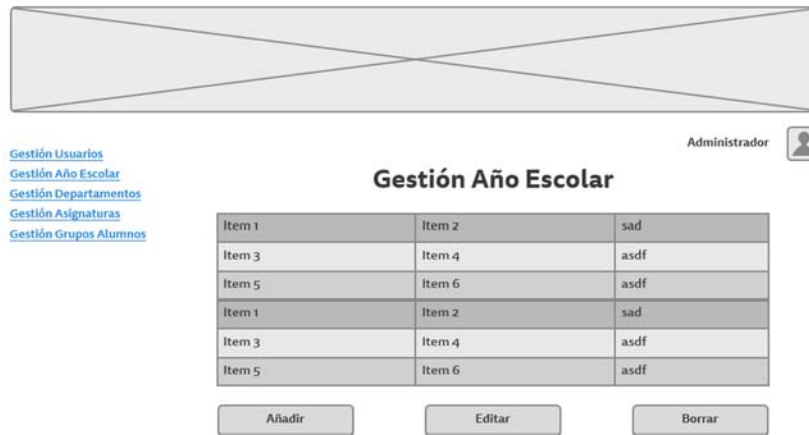 Administrador
Gestión Usuarios
Gestión Año Escolar
Gestión Departamentos
Gestión Asignaturas
Gestión Grupos Alumnos
Gestión Año Escolar
Item 1 Item 2 sad
Item 3 Item 4 asdf
Item 5 Item 6 asdf
Item 1 Item 2 sad
Item 3 Item 4 asdf
Item 5 Item 6 asdf
Añadir Editar Borrar